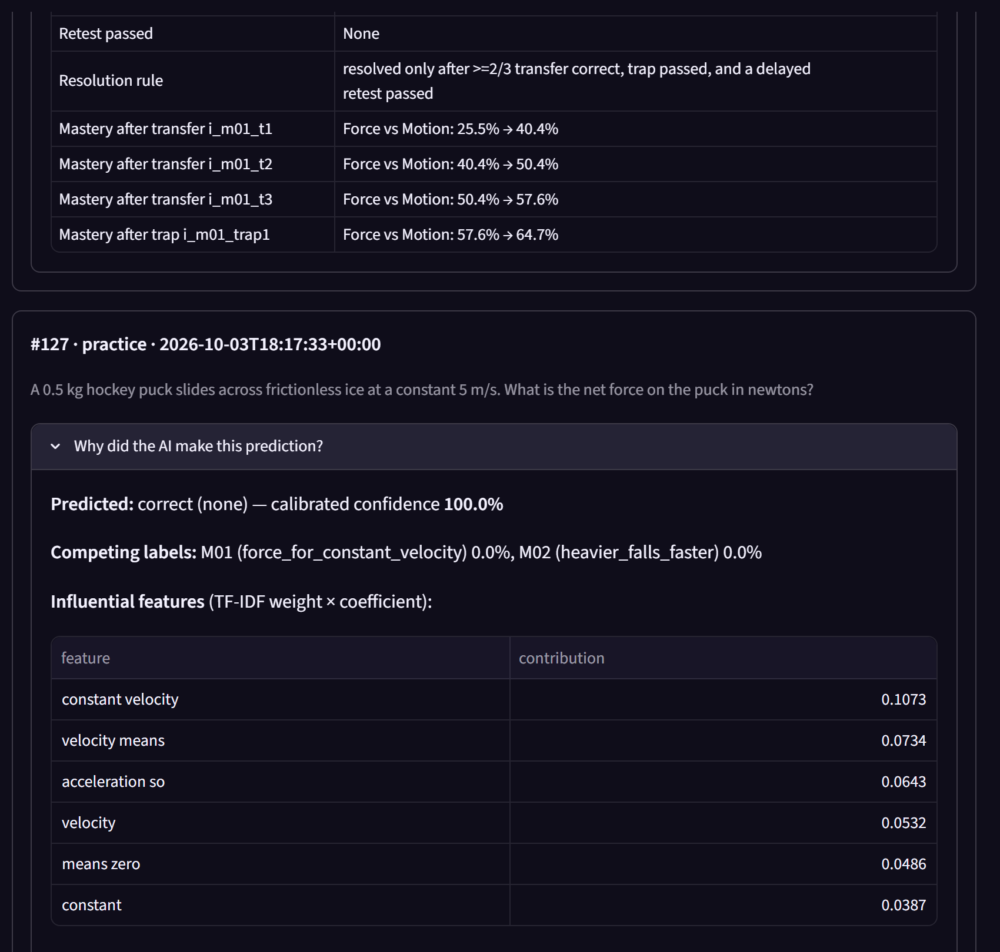 Retest passed None
Resolution rule resolved only after >=2/3 transfer correct, trap passed, and a delayed
retest passed
Mastery after transfer i_m01_t1 Force vs Motion: 25.5% → 40.4%
Mastery after transfer i_m01_t2 Force vs Motion: 40.4% → 50.4%
Mastery after transfer i_m01_t3 Force vs Motion: 50.4% → 57.6%
Mastery after trap i_m01_trap1 Force vs Motion: 57.6% → 64.7%
#127 · practice · 2026-10-03T18:17:33+00:00
A 0.5 kg hockey puck slides across frictionless ice at a constant 5 m/s. What is the net force on the puck in newtons?
Why did the AI make this prediction?
Predicted: correct (none) — calibrated confidence 100.0%
Competing labels: M01 (force_for_constant_velocity) 0.0%, M02 (heavier_falls_faster) 0.0%
Influential features (TF-IDF weight × coefficient):
feature contribution
constant velocity 0.1073
velocity means 0.0734
acceleration so 0.0643
velocity 0.0532
means zero 0.0486
constant 0.0387